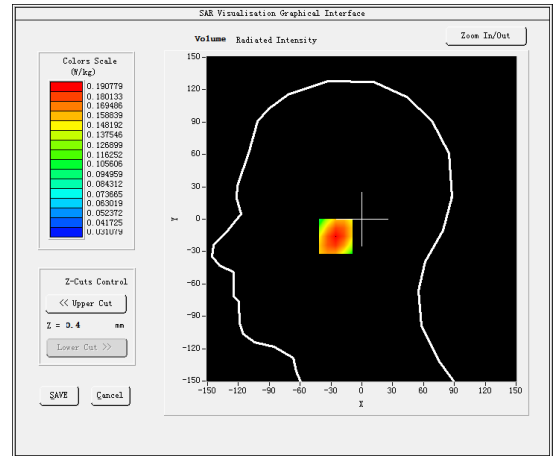 SAR Visualisation Graphical Interface
Volume Radiated Intensity
Zoom In/Out
Colors Scale
(W/kg)
0.190779
0.180133
0.169486
0.158839
0.148192
0.137546
0.126899
0.116252
0.105606
0.094959
0.084312
0.073665
0.063019
0.052372
0.041725
0.031079
Z-Cuts Control
<< Upper Cut
Z = 0.4 mm
Lower Cut >>
SAVE
Cancel
150
120
90
60
30
0
-30
-60
-90
-120
-150
Y
-150 -120 -90 -60 -30 0 30 60 90 120 150
X